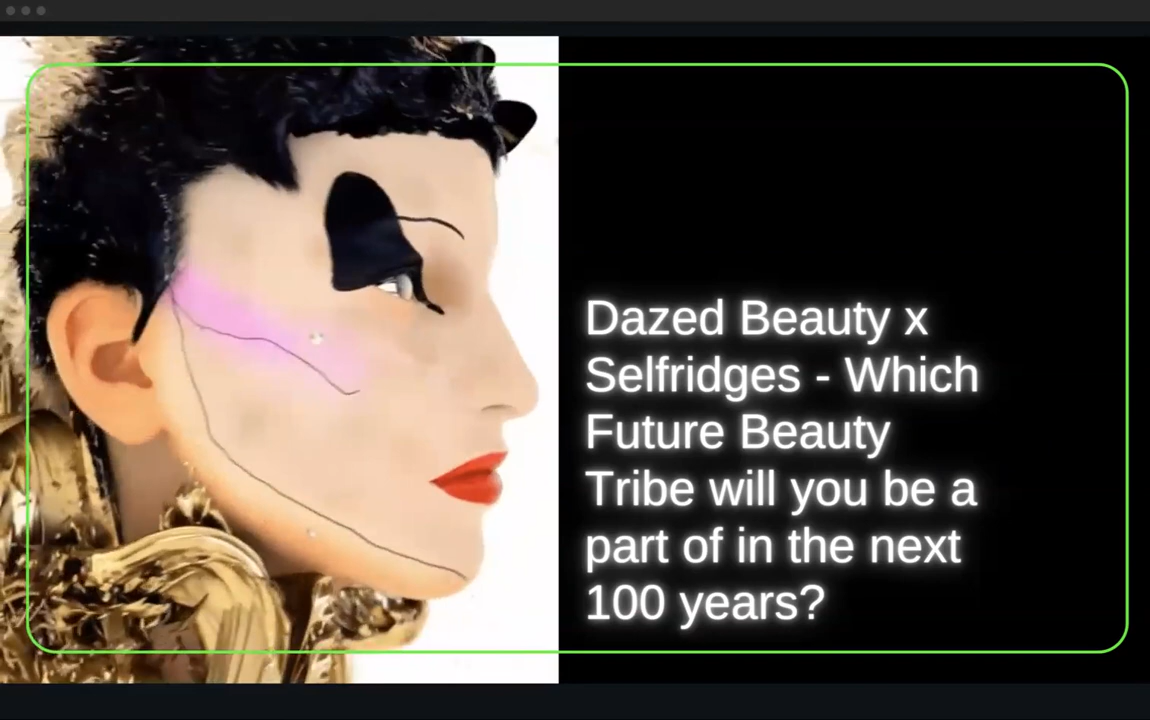 Dazed Beauty x
Selfridges - Which
Future Beauty
Tribe will you be a
part of in the next
100 years?